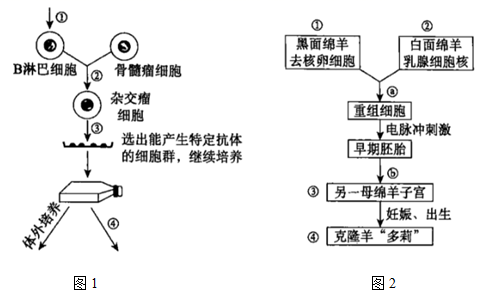 ①
B淋巴细胞 骨髓瘤细胞
②
杂交瘤
细胞
③
选出能产生特定抗体
的细胞群,继续培养
体外培养
④
图1
① ②
黑面绵羊
去核卵细胞
白面绵羊
乳腺细胞核
ⓐ
重组细胞
电脉冲刺激
早期胚胎
ⓑ
③ 另一母绵羊子宫
妊娠、出生
④ 克隆羊“多莉”
图2